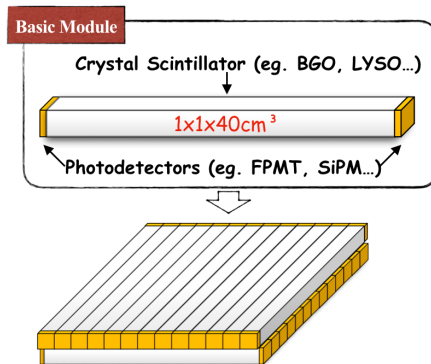 Basic Module
Crystal Scintillator (eg. BGO, LYSO…)
1x1x40cm³
Photodetectors (eg. FPMT, SiPM…)